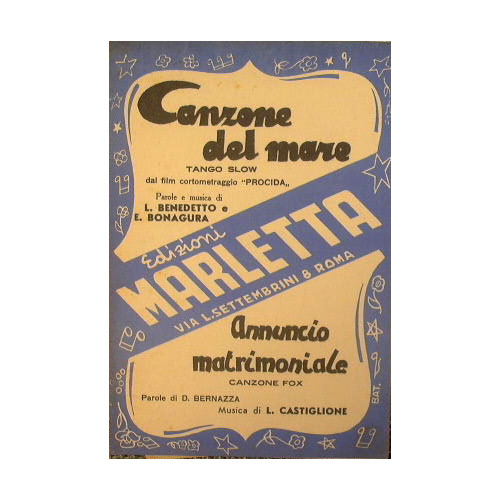 Canzone
del mare
TANGO SLOW
dal film cortometraggio "PROCIDA„
Parole e musica di
L. BENEDETTO e
E. BONAGURA
Edizioni
MARLETTA
VIA L. SETTEMBRINI 8 ROMA
Annuncio
matrimoniale
CANZONE FOX
Parole di D. BERNAZZA
Musica di L. CASTIGLIONE
BAT.